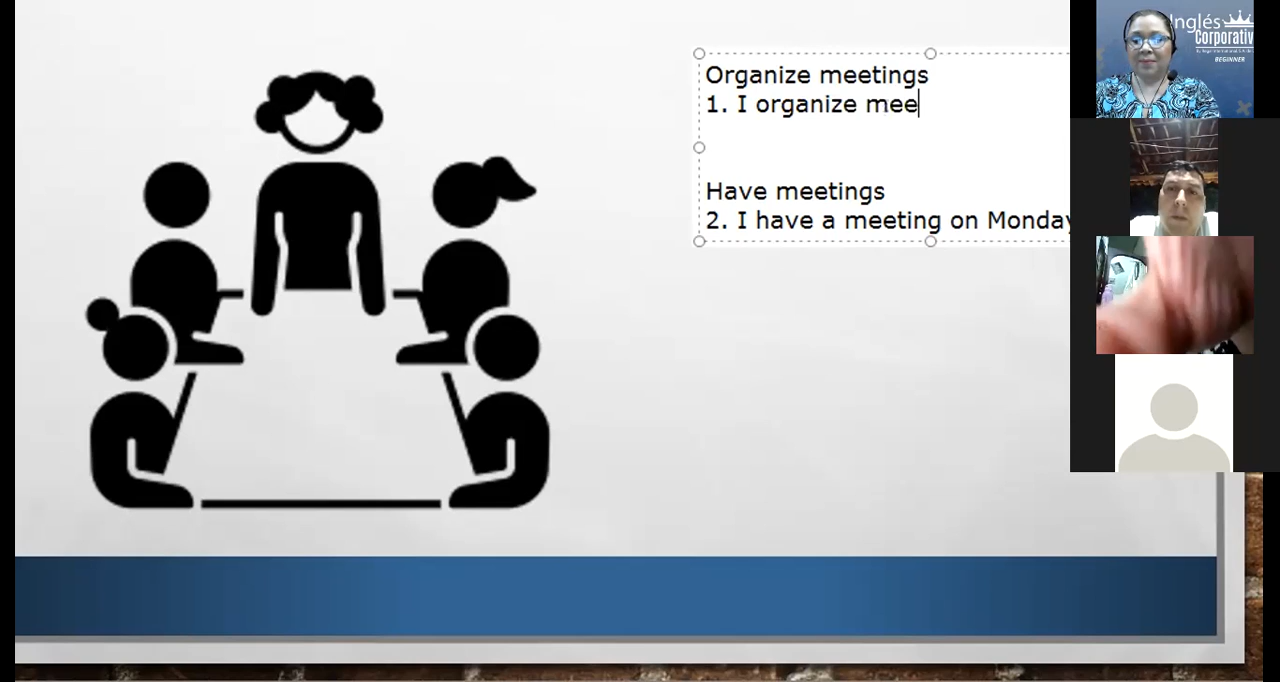 Organize meetings
1. I organize mee
Have meetings
2. I have a meeting on Monday
Inglés
Corporativ
BEGINNER